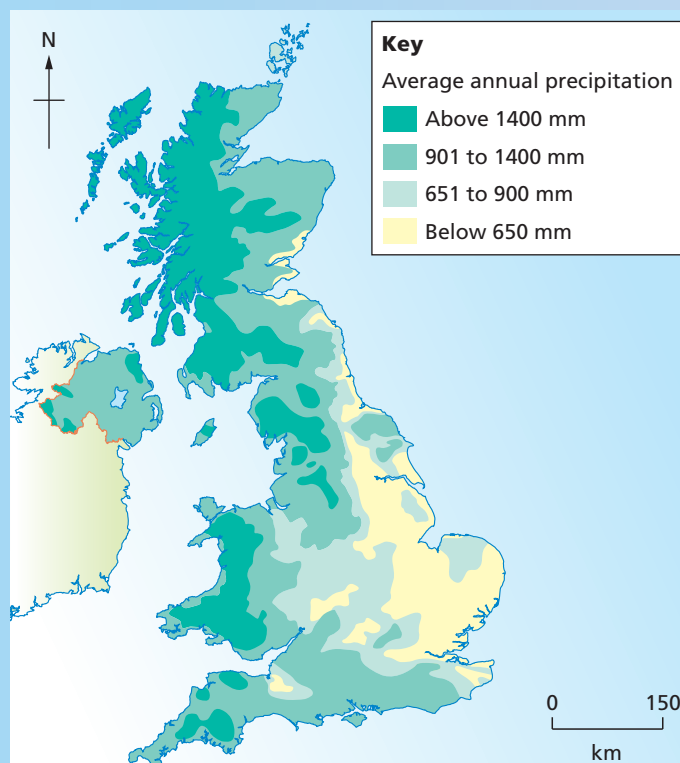 N
Key
Average annual precipitation
Above 1400 mm
901 to 1400 mm
651 to 900 mm
Below 650 mm
0 150
km